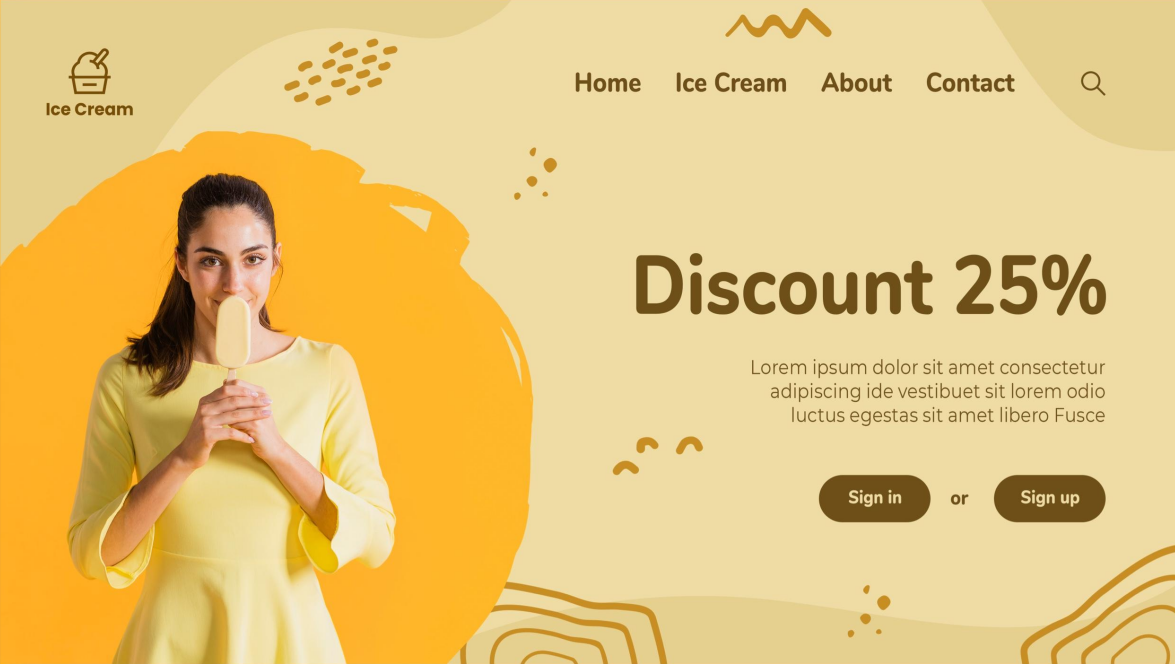 Ice Cream
Home Ice Cream About Contact
Discount 25%
Lorem ipsum dolor sit amet consectetur
adipiscing ide vestibuet sit lorem odio
luctus egestas sit amet libero Fusce
Sign in or Sign up